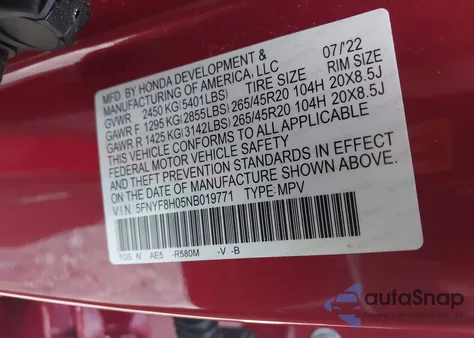 MFD. BY HONDA DEVELOPMENT & 07/'22
MANUFACTURING OF AMERICA, LLC
GVWR 2450 KG(5401LBS) TIRE SIZE RIM SIZE
GAWR F 1295 KG(2855LBS) 265/45R20 104H 20X8.5J
GAWR R 1425 KG(3142LBS) 265/45R20 104H 20X8.5J
THIS VEHICLE CONFORMS TO ALL APPLICABLE
FEDERAL MOTOR VEHICLE SAFETY STANDARDS IN EFFECT
ON THE DATE OF MANUFACTURE SHOWN ABOVE.
V.I.N. 5FNYF8H05NB019771 TYPE: MPV
TGS N AE5 -R580M -V -B
autoSnap